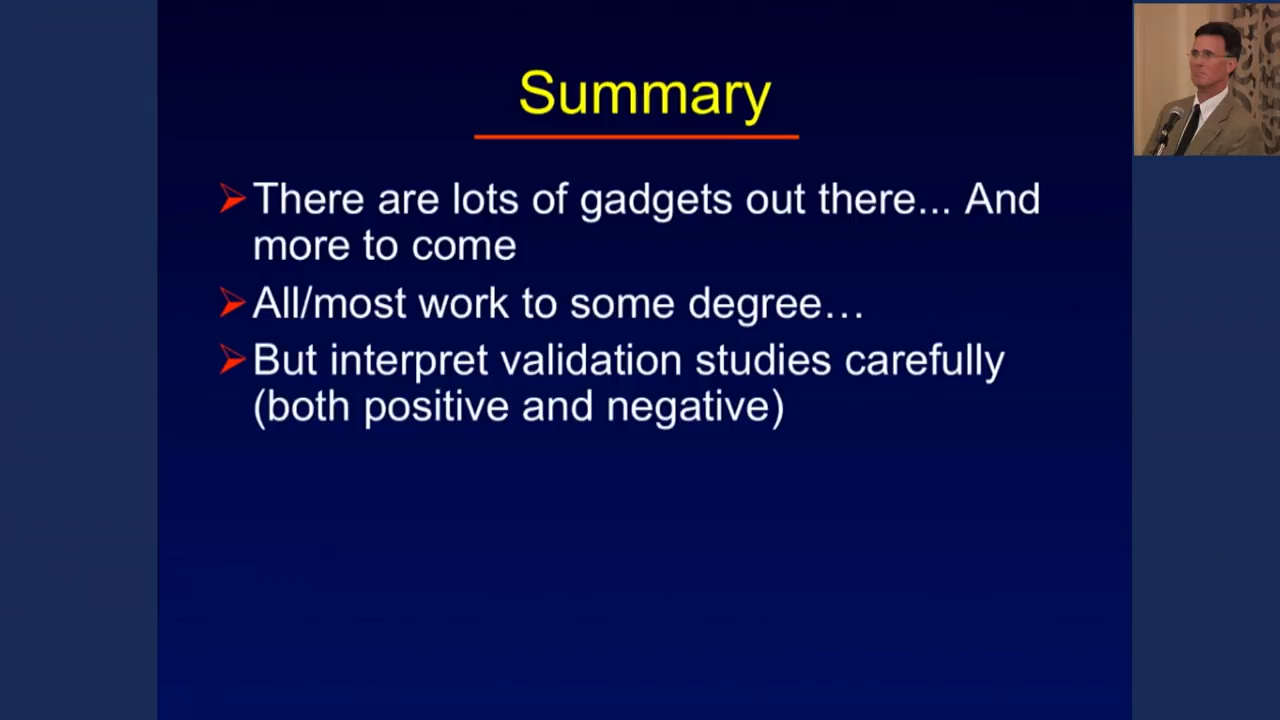 Summary
There are lots of gadgets out there... And
more to come
All/most work to some degree…
But interpret validation studies carefully
(both positive and negative)